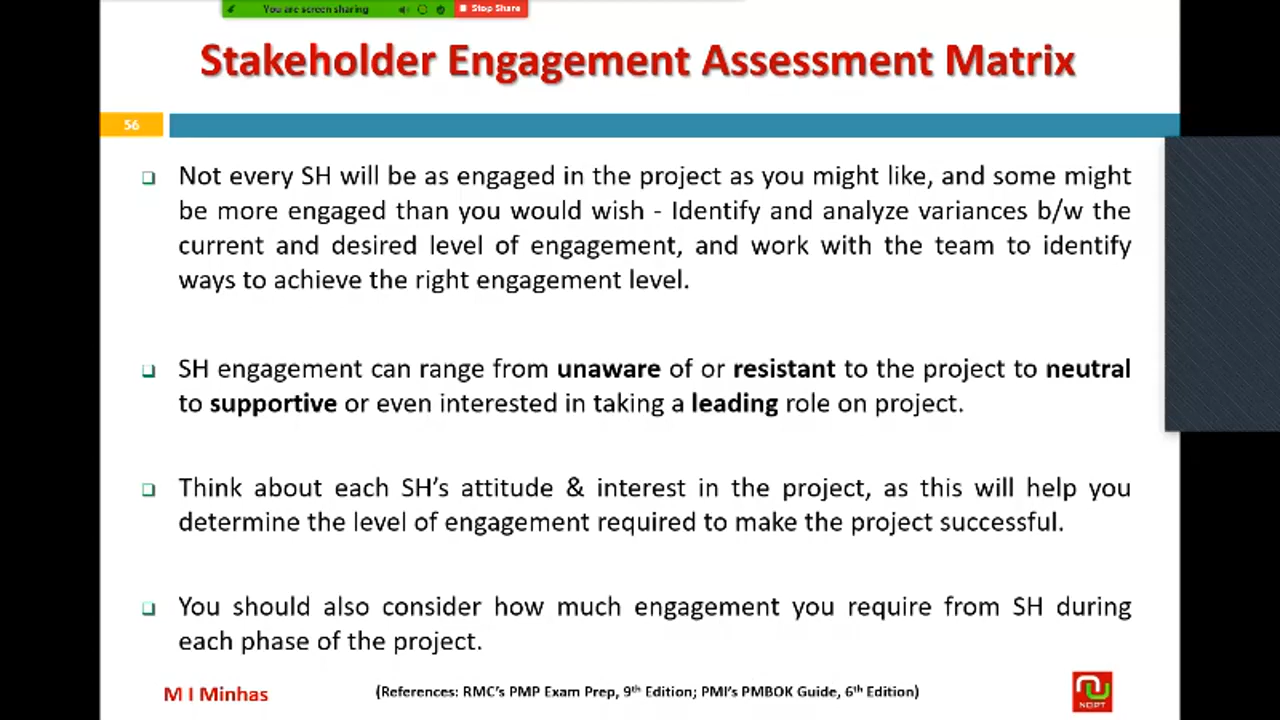 You are screen sharing
Stop Share
Stakeholder Engagement Assessment Matrix
56
Not every SH will be as engaged in the project as you might like, and some might
be more engaged than you would wish - Identify and analyze variances b/w the
current and desired level of engagement, and work with the team to identify
ways to achieve the right engagement level.
SH engagement can range from unaware of or resistant to the project to neutral
to supportive or even interested in taking a leading role on project.
Think about each SH's attitude & interest in the project, as this will help you
determine the level of engagement required to make the project successful.
You should also consider how much engagement you require from SH during
each phase of the project.
M I Minhas
(References: RMC's PMP Exam Prep, 9th Edition; PMI's PMBOK Guide, 6th Edition)